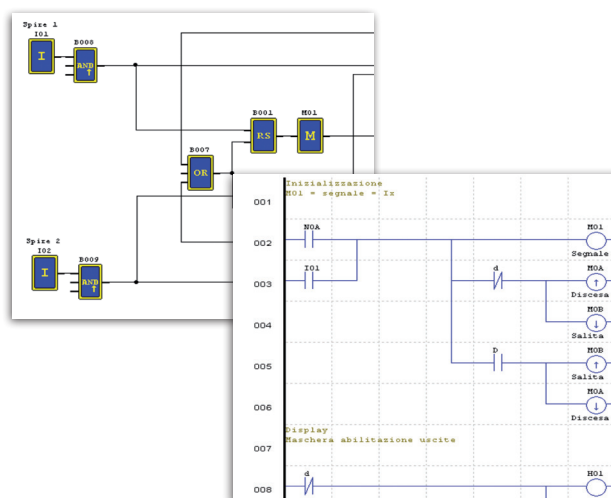 Spire 1
I01
B008
I
AND
B001
M01
RS
M
B007
OR
Spire 2
I02
B009
I
AND
Inizializzazione
M01 = segnale = Is
001
N0A
M01
002
Segnale
I01
d
M0A
003
Discesa
M0B
004
Salita
D
M0B
005
Salita
M0A
006
Discesa
Display
Maschera abilitazione uscite
007
d
H01
008